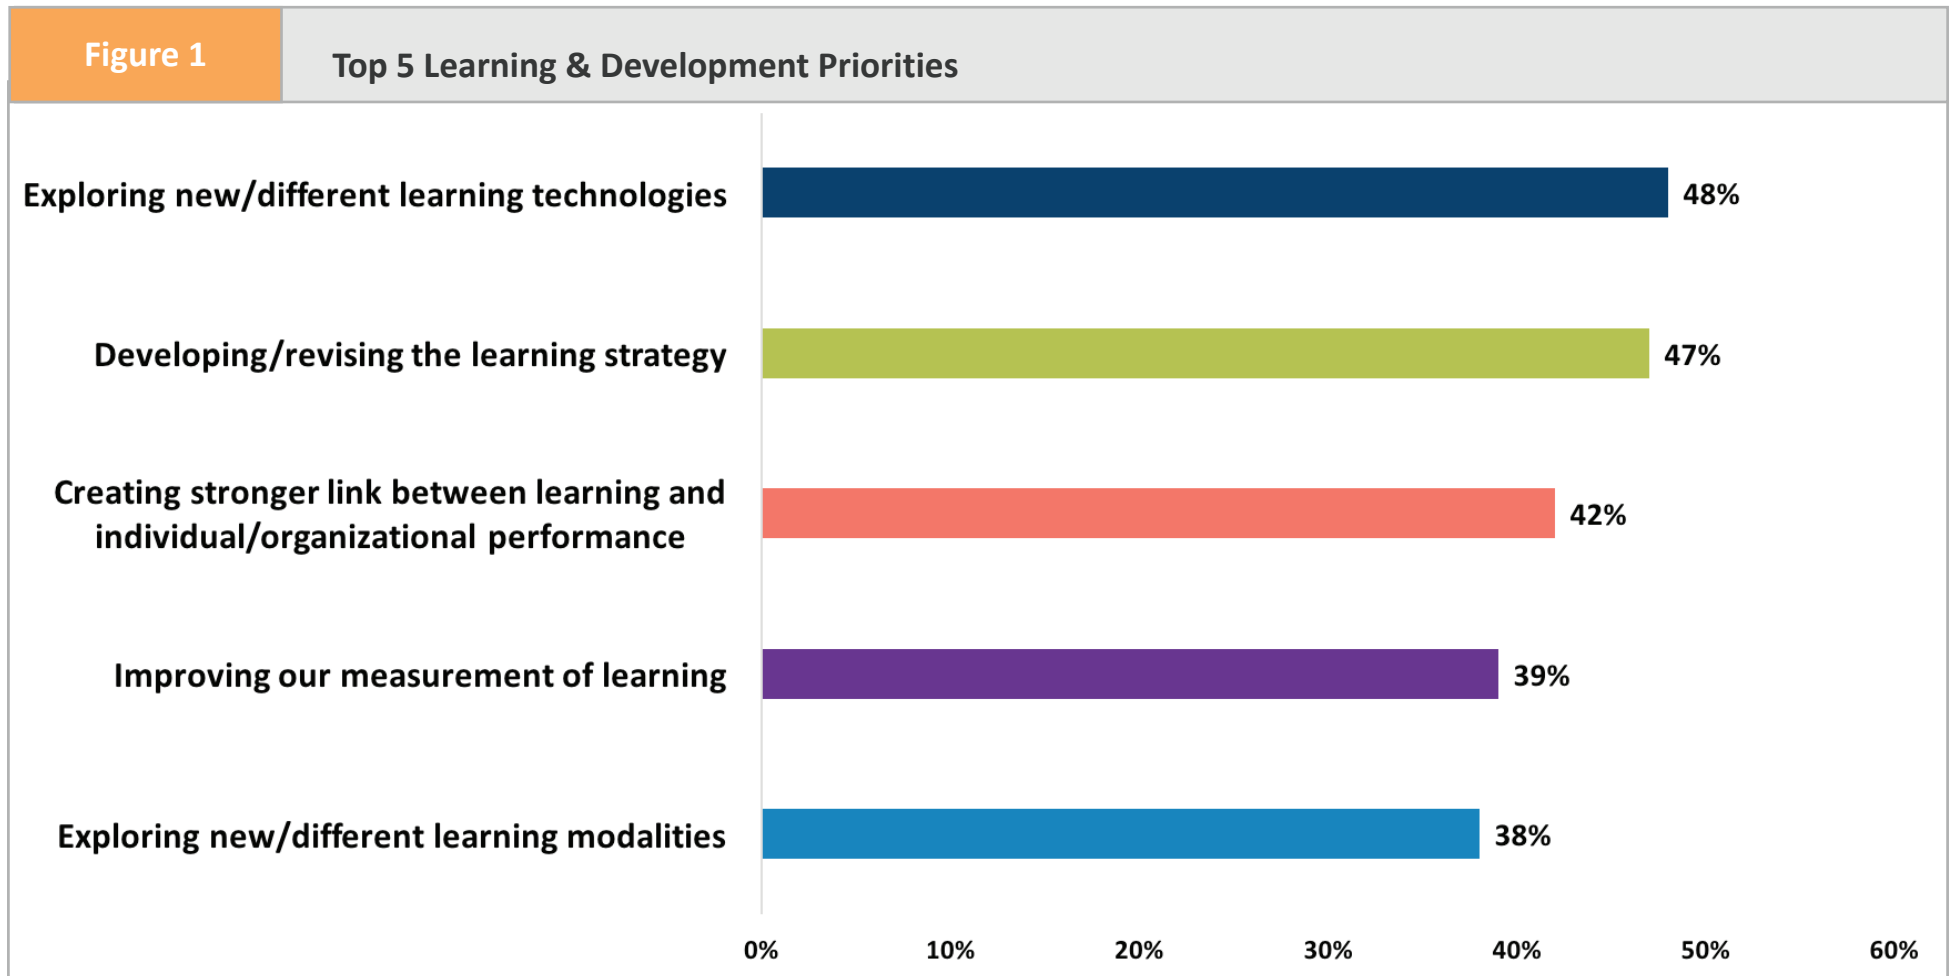 Figure 1
Top 5 Learning & Development Priorities
Exploring new/different learning technologies
48%
Developing/revising the learning strategy
47%
Creating stronger link between learning and
individual/organizational performance
42%
Improving our measurement of learning
39%
Exploring new/different learning modalities
38%
0% 10% 20% 30% 40% 50% 60%